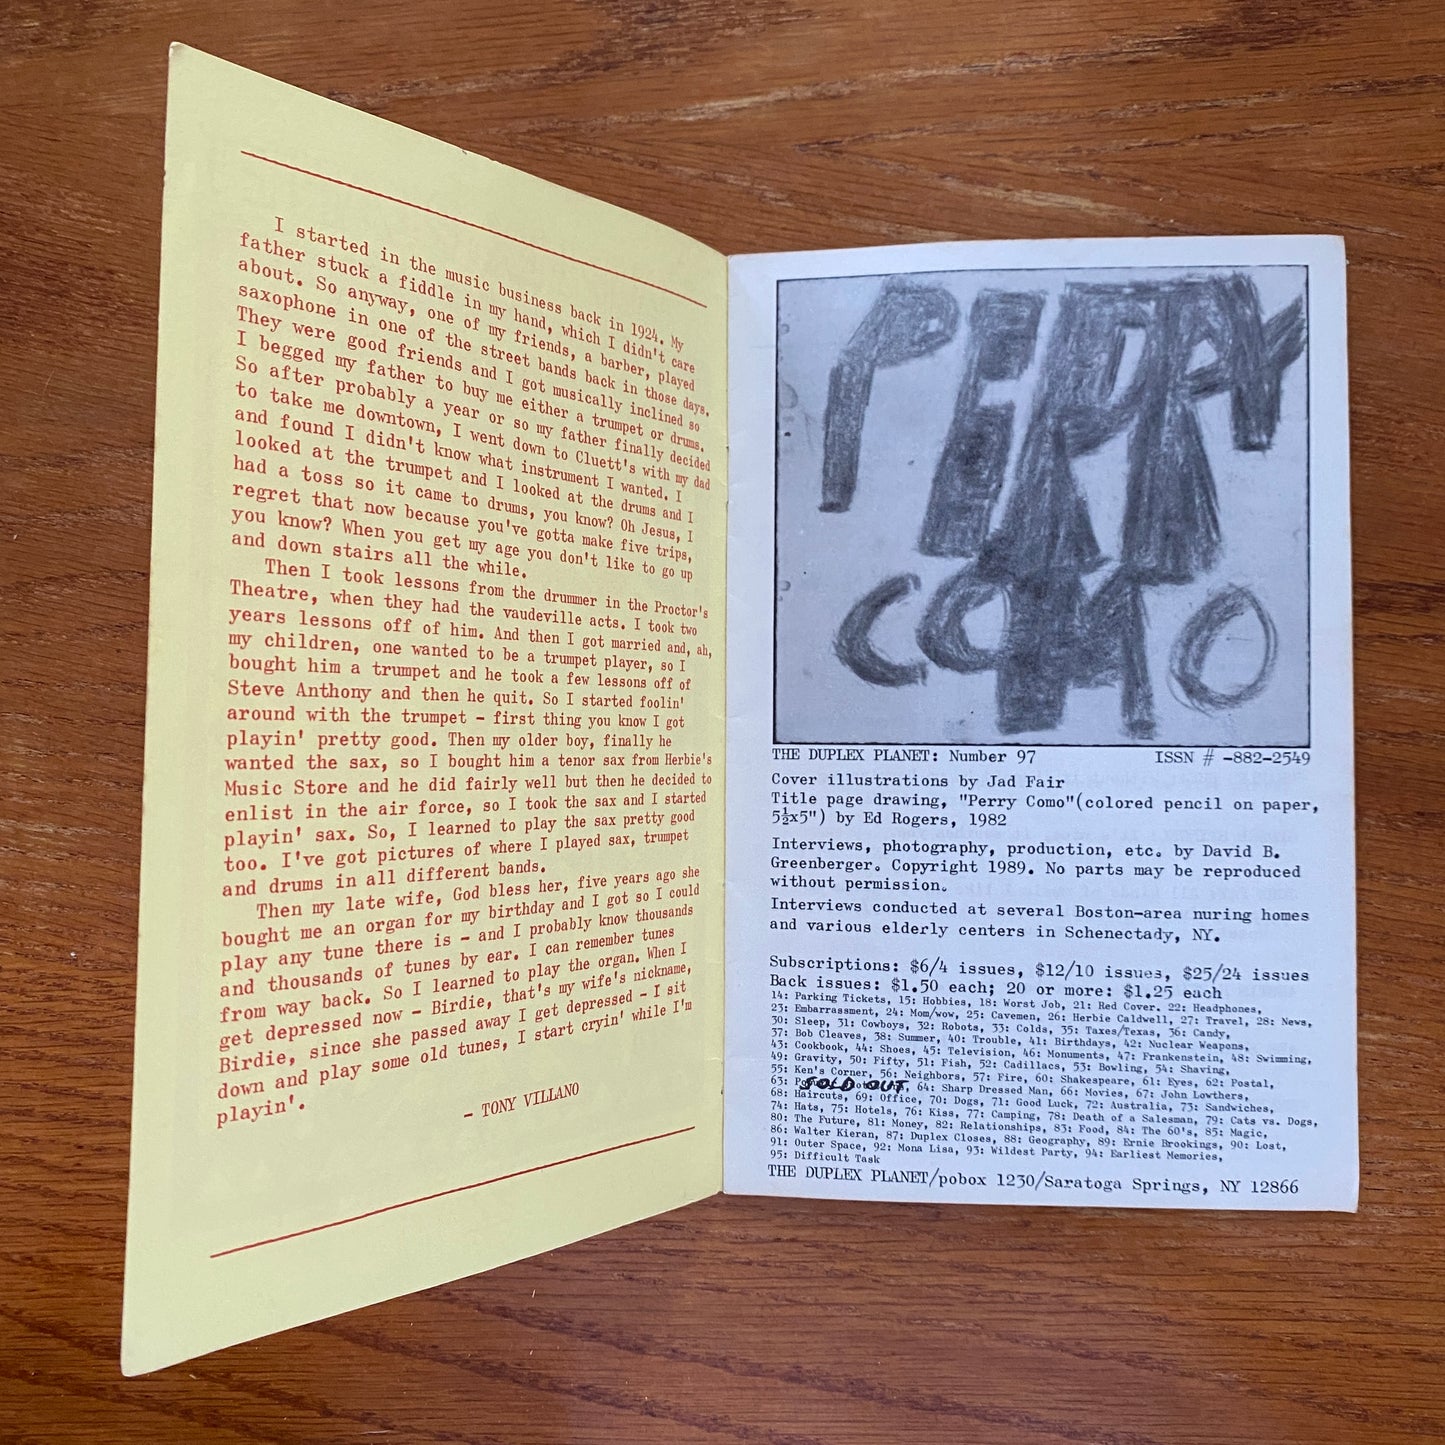 I started in the music business back in 1924. My
father stuck a fiddle in my hand, which I didn't care
about. So anyway, one of my friends, a barber, played
saxophone in one of the street bands back in those days.
They were good friends and I got musically inclined so
I begged my father to buy me either a trumpet or drums.
So after probably a year or so my father finally decided
to take me downtown, I went down to Cluett's with my dad
and found I didn't know what instrument I wanted. I
looked at the trumpet and I looked at the drums and I
had a toss so it came to drums, you know? Oh Jesus, I
regret that now because you've gotta make five trips,
you know? When you get my age you don't like to go up
and down stairs all the while.
Then I took lessons from the drummer in the Proctor's
Theatre, when they had the vaudeville acts. I took two
years lessons off of him. And then I got married and, ah,
my children, one wanted to be a trumpet player, so I
bought him a trumpet and he took a few lessons off of
Steve Anthony and then he quit. So I started foolin'
around with the trumpet - first thing you know I got
playin' pretty good. Then my older boy, finally he
wanted the sax, so I bought him a tenor sax from Herbie's
Music Store and he did fairly well but then he decided to
enlist in the air force, so I took the sax and I started
playin' sax. So, I learned to play the sax pretty good
too. I've got pictures of where I played sax, trumpet
and drums in all different bands.
Then my late wife, God bless her, five years ago she
bought me an organ for my birthday and I got so I could
play any tune there is - and I probably know thousands
and thousands of tunes by ear. I can remember tunes
from way back. So I learned to play the organ. When I
get depressed now - Birdie, that's my wife's nickname,
Birdie, since she passed away I get depressed - I sit
down and play some old tunes, I start cryin' while I'm
playin'.
- TONY VILLANO
PERRY
COMO
THE DUPLEX PLANET: Number 97 ISSN # -882-2549
Cover illustrations by Jad Fair
Title page drawing, "Perry Como"(colored pencil on paper,
5½x5") by Ed Rogers, 1982
Interviews, photography, production, etc. by David B.
Greenberger. Copyright 1989. No parts may be reproduced
without permission.
Interviews conducted at several Boston-area nuring homes
and various elderly centers in Schenectady, NY.
Subscriptions: $6/4 issues, $12/10 issues, $25/24 issues
Back issues: $1.50 each; 20 or more: $1.25 each
14: Parking Tickets, 15: Hobbies, 18: Worst Job, 21: Red Cover. 22: Headphones,
23: Embarrassment, 24: Mom/wow, 25: Cavemen, 26: Herbie Caldwell, 27: Travel, 28: News,
30: Sleep, 31: Cowboys, 32: Robots, 33: Colds, 35: Taxes/Texas, 36: Candy,
37: Bob Cleaves, 38: Summer, 40: Trouble, 41: Birthdays, 42: Nuclear Weapons,
43: Cookbook, 44: Shoes, 45: Television, 46: Monuments, 47: Frankenstein, 48: Swimming,
49: Gravity, 50: Fifty, 51: Fish, 52: Cadillacs, 53: Bowling, 54: Shaving,
55: Ken's Corner, 56: Neighbors, 57: Fire, 60: Shakespeare, 61: Eyes, 62: Postal,
63: SOLD OUT, 64: Sharp Dressed Man, 66: Movies, 67: John Lowthers,
68: Haircuts, 69: Office, 70: Dogs, 71: Good Luck, 72: Australia, 73: Sandwiches,
74: Hats, 75: Hotels, 76: Kiss, 77: Camping, 78: Death of a Salesman, 79: Cats vs. Dogs,
80: The Future, 81: Money, 82: Relationships, 83: Food, 84: The 60's, 85: Magic,
86: Walter Kieran, 87: Duplex Closes, 88: Geography, 89: Ernie Brookings, 90: Lost,
91: Outer Space, 92: Mona Lisa, 93: Wildest Party, 94: Earliest Memories,
95: Difficult Task
THE DUPLEX PLANET/pobox 1230/Saratoga Springs, NY 12866